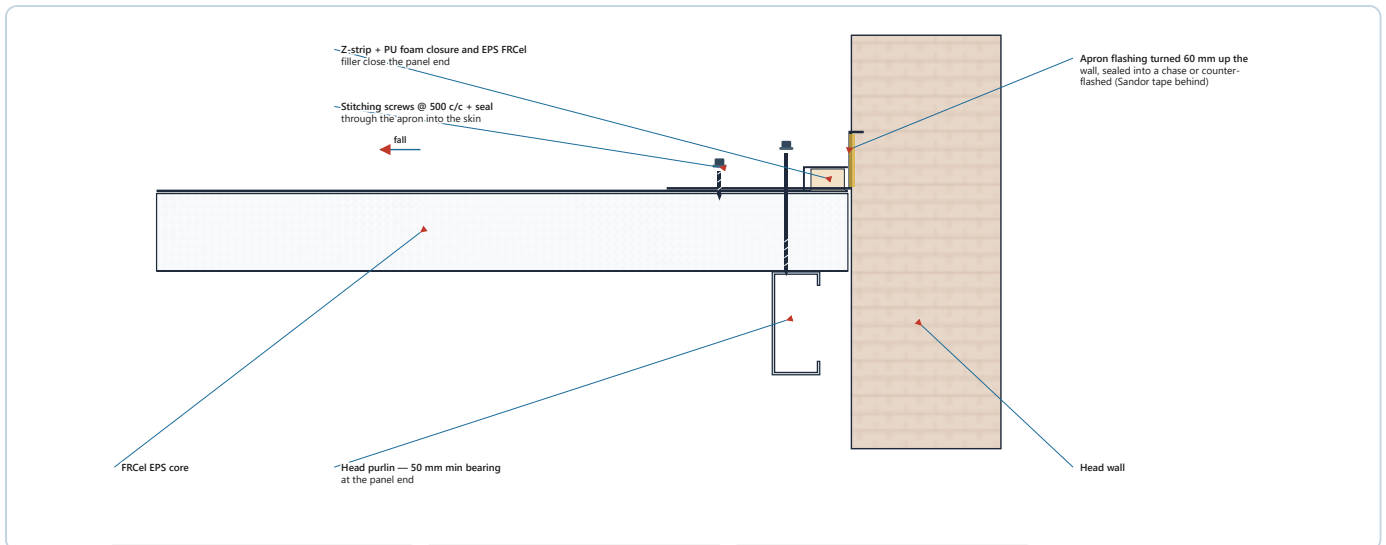 Z-strip + PU foam closure and EPS FRCel
filler close the panel end
Apron flashing turned 60 mm up the
wall, sealed into a chase or counter-
flashed (Sandor tape behind)
Stitching screws @ 500 c/c + seal
through the apron into the skin
fall
FRCel EPS core
Head purlin — 50 mm min bearing
at the panel end
Head wall